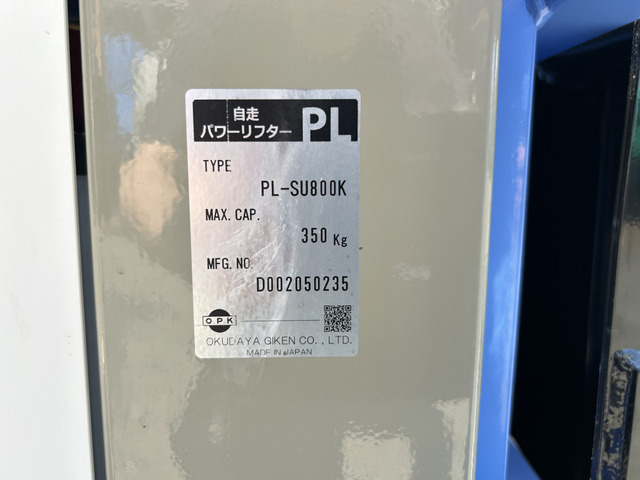 自走
パワーリフター PL
TYPE
PL-SU800K
MAX. CAP.
350 Kg
MFG. NO.
D002050235
OPK
OKUDAYA GIKEN CO., LTD.
MADE IN JAPAN